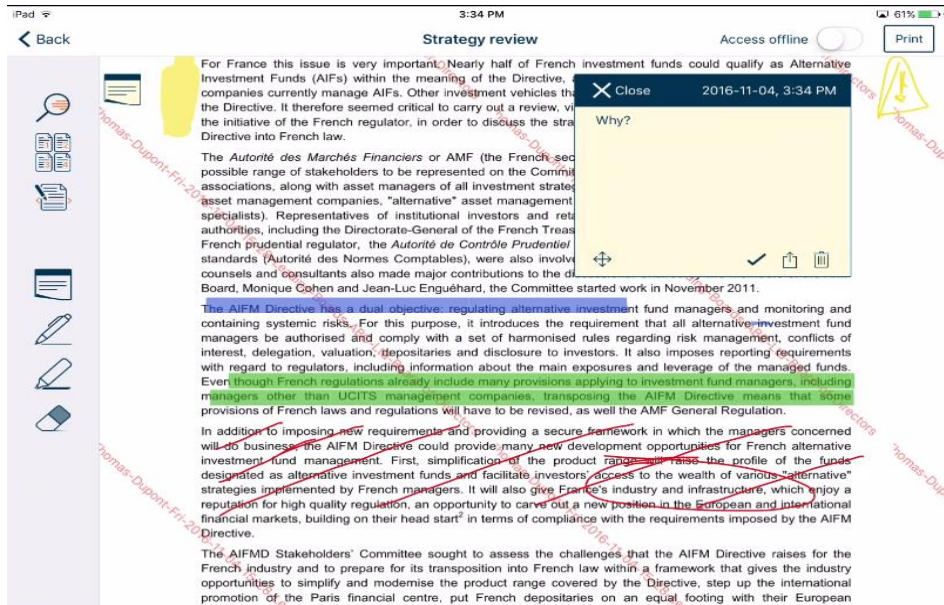 iPad 3:34 PM 61%
Back Strategy review Access offline Print
For France this issue is very important. Nearly half of French investment funds could qualify as Alternative
Investment Funds (AIFs) within the meaning of the Directive,
companies currently manage AIFs. Other investment vehicles
the Directive. It therefore seemed critical to carry out a review,
the initiative of the French regulator, in order to discuss the
Directive into French law.
Close 2016-11-04, 3:34 PM
Why?
The Autorité des Marchés Financiers or AMF (the French
possible range of stakeholders to be represented on the
associations, along with asset managers of all investment
asset management companies, "alternative" asset management
specialists). Representatives of institutional investors and
authorities, including the Directorate-General of the French
French prudential regulator, the Autorité de Contrôle Prudentiel
standards (Autorité des Normes Comptables), were also
counsels and consultants also made major contributions to the
Board, Monique Cohen and Jean-Luc Enguéhard, the Committee started work in November 2011.
The AIFM Directive has a dual objective: regulating alternative investment fund managers and monitoring and
containing systemic risks. For this purpose, it introduces the requirement that all alternative investment fund
managers be authorised and comply with a set of harmonised rules regarding risk management, conflicts of
interest, delegation, valuation, depositaries and disclosure to investors. It also imposes reporting requirements
with regard to regulators, including information about the main exposures and leverage of the managed funds.
Even though French regulations already include many provisions applying to investment fund managers, including
managers other than UCITS management companies, transposing the AIFM Directive means that some
provisions of French laws and regulations will have to be revised, as well the AMF General Regulation.
In addition to imposing new requirements and providing a secure framework in which the managers concerned
will do business, the AIFM Directive could provide many new development opportunities for French alternative
investment fund management. First, simplification of the product range will raise the profile of the funds
designated as alternative investment funds and facilitate investors' access to the wealth of various "alternative"
strategies implemented by French managers. It will also give France's industry and infrastructure, which enjoy a
reputation for high quality regulation, an opportunity to carve out a new position in the European and international
financial markets, building on their head start2 in terms of compliance with the requirements imposed by the AIFM
Directive.
The AIFMD Stakeholders' Committee sought to assess the challenges that the AIFM Directive raises for the
French industry and to prepare for its transposition into French law within a framework that gives the industry
opportunities to simplify and modernise the product range covered by the Directive, step up the international
promotion of the Paris financial centre, put French depositaries on an equal footing with their European